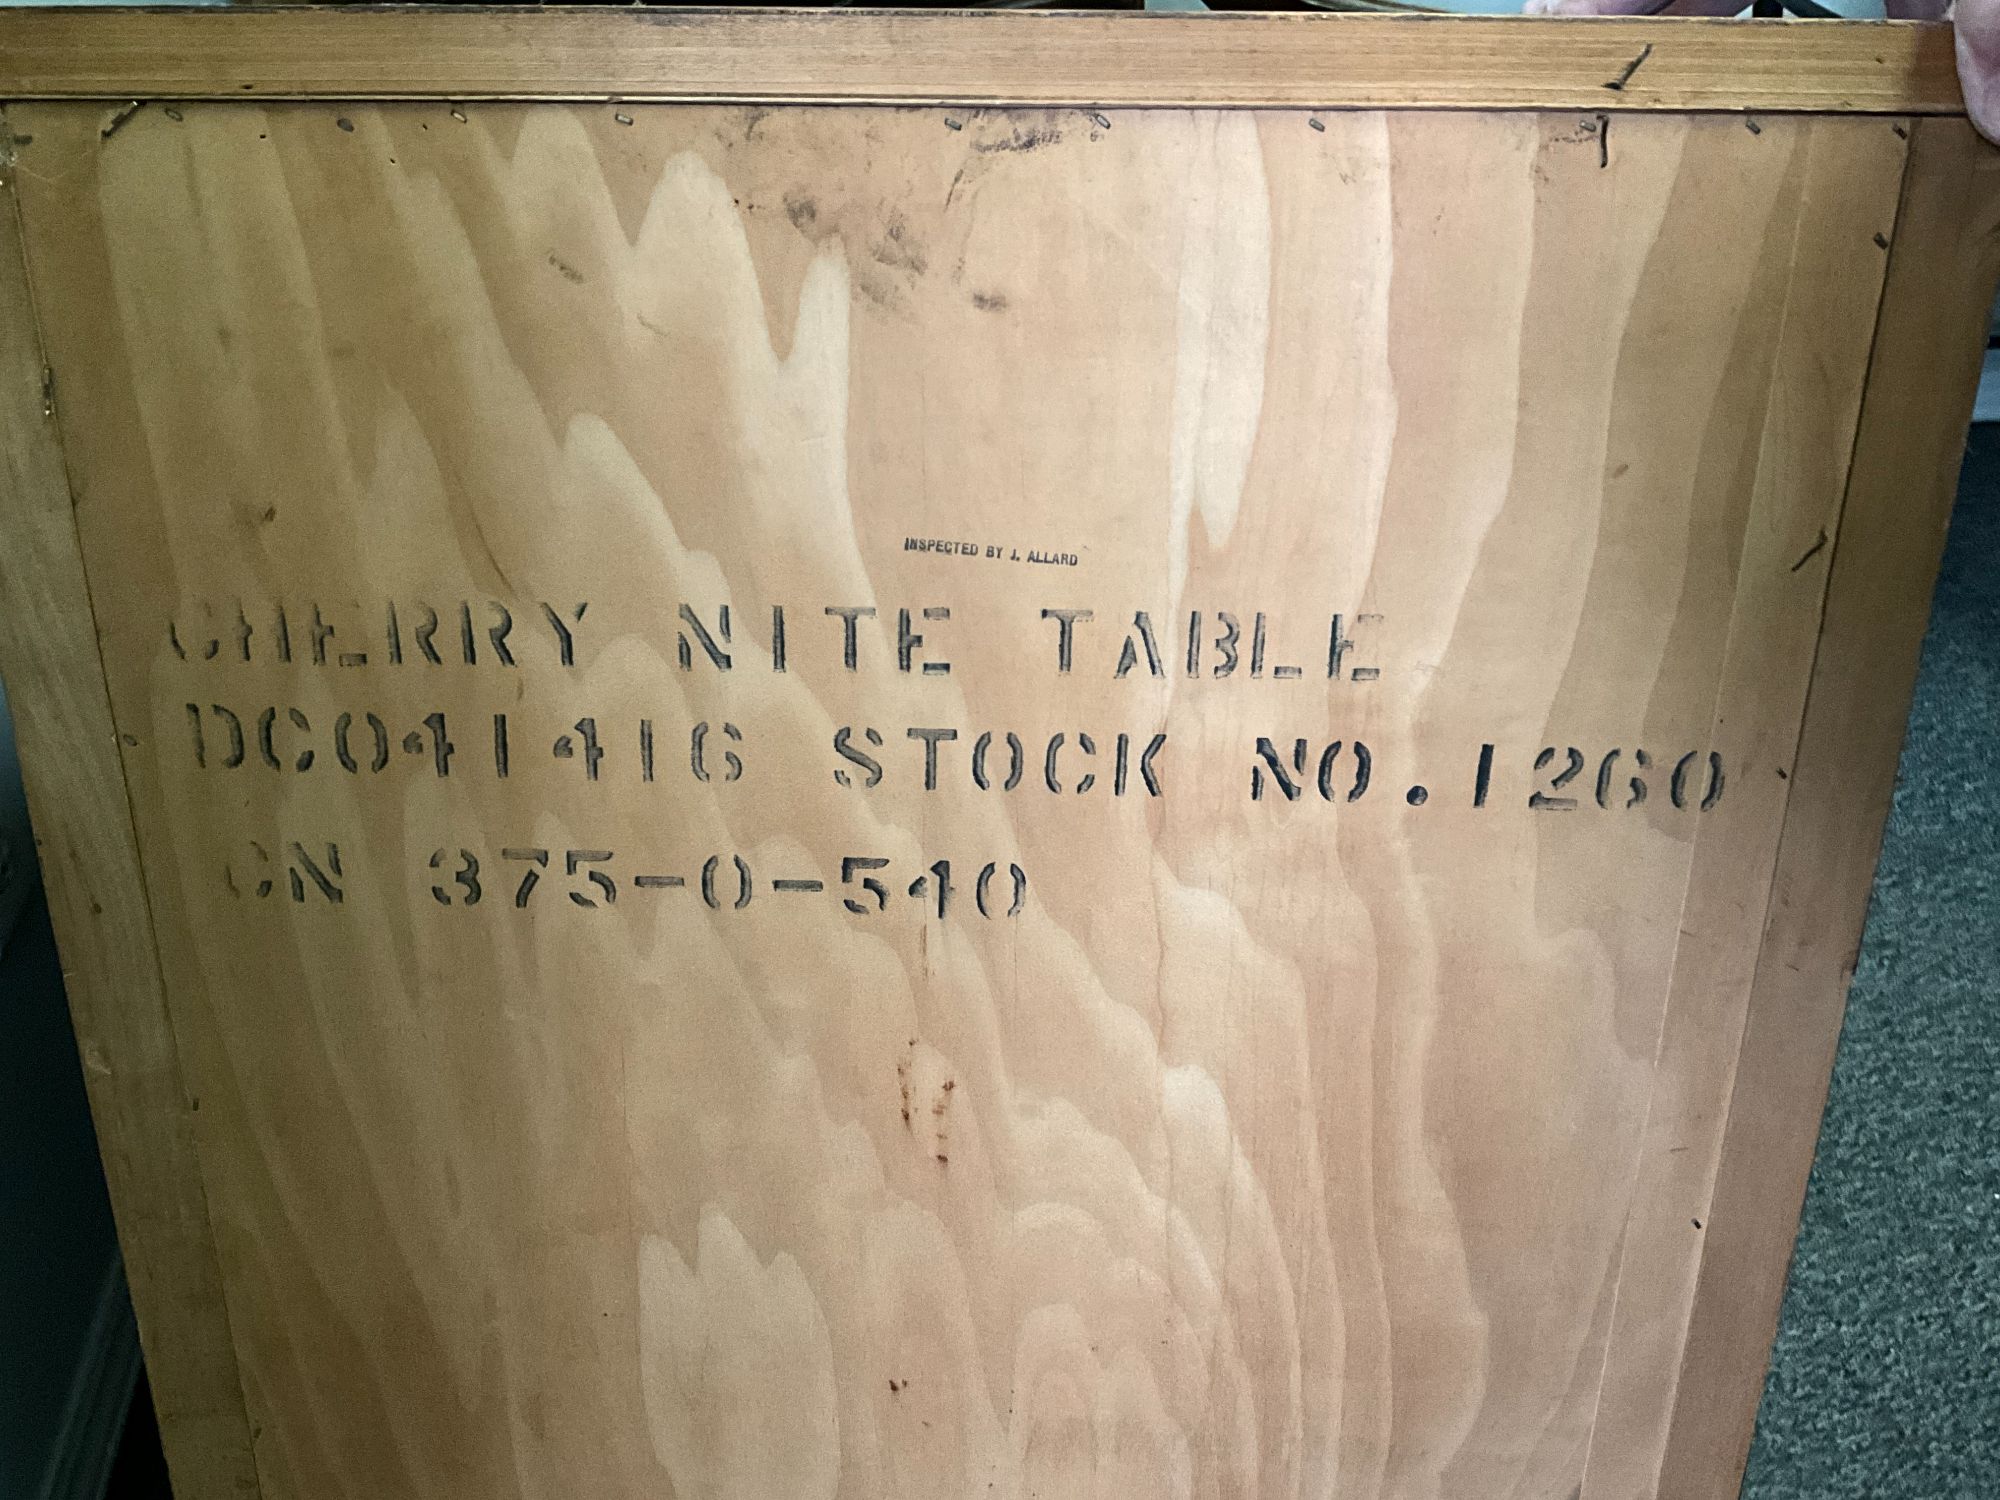 INSPECTED BY J. ALLARD
CHERRY NITE TABLE
DC041416 STOCK NO. 1260
CN 375-0-540